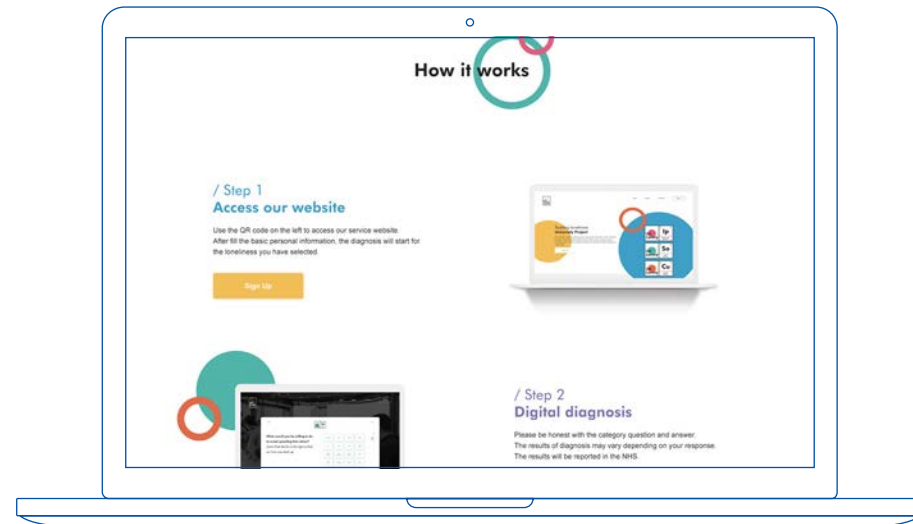 How it works
/ Step 1
Access our website
Use the QR code on the left to access our service website.
After fill the basic personal information, the diagnosis will start for
the loneliness you have selected
Sign Up
Ip
So
Cu
/ Step 2
Digital diagnosis
Please be honest with the category question and answer.
The results of diagnosis may vary depending on your response.
The results will be reported in the NHS.